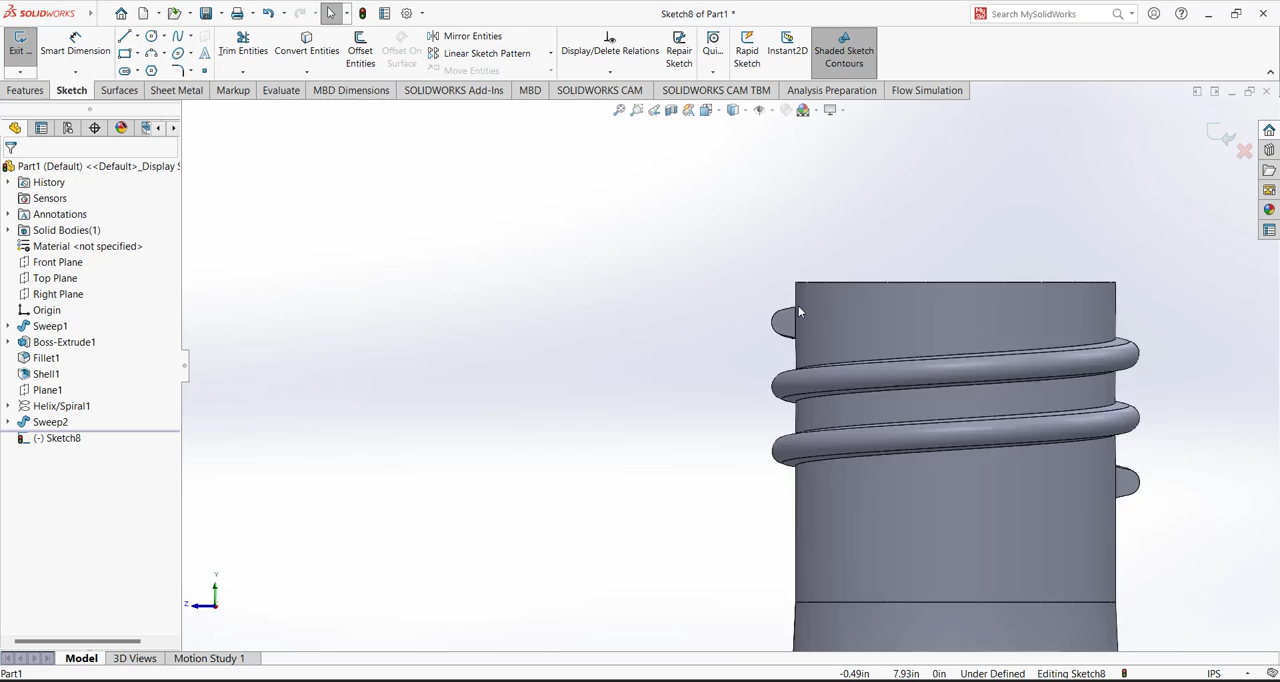 SOLIDWORKS
Sketch8 of Part1 *
Search MySolidWorks
Exit ...
Smart Dimension
Trim Entities
Convert Entities
Offset Entities
Offset On Surface
Mirror Entities
Linear Sketch Pattern
Move Entities
Display/Delete Relations
Repair Sketch
Qui...
Rapid Sketch
Instant2D
Shaded Sketch Contours
Features
Sketch
Surfaces
Sheet Metal
Markup
Evaluate
MBD Dimensions
SOLIDWORKS Add-Ins
MBD
SOLIDWORKS CAM
SOLIDWORKS CAM TBM
Analysis Preparation
Flow Simulation
Part1 (Default) <<Default>_Display S
History
Sensors
Annotations
Solid Bodies(1)
Material <not specified>
Front Plane
Top Plane
Right Plane
Origin
Sweep1
Boss-Extrude1
Fillet1
Shell1
Plane1
Helix/Spiral1
Sweep2
(-) Sketch8
Y
Z
Model
3D Views
Motion Study 1
Part1
-0.49in
7.93in
0in
Under Defined
Editing Sketch8
IPS